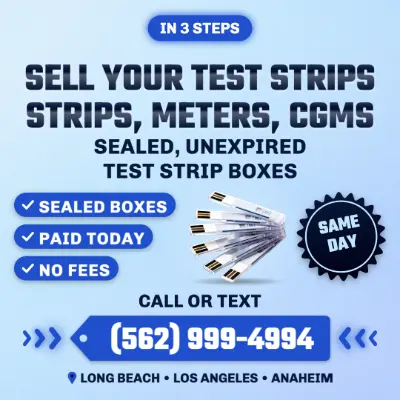 IN 3 STEPS
SELL YOUR TEST STRIPS
STRIPS, METERS, CGMS
SEALED, UNEXPIRED
TEST STRIP BOXES
SEALED BOXES
PAID TODAY
NO FEES
SAME
DAY
CALL OR TEXT
(562) 999-4994
LONG BEACH • LOS ANGELES • ANAHEIM